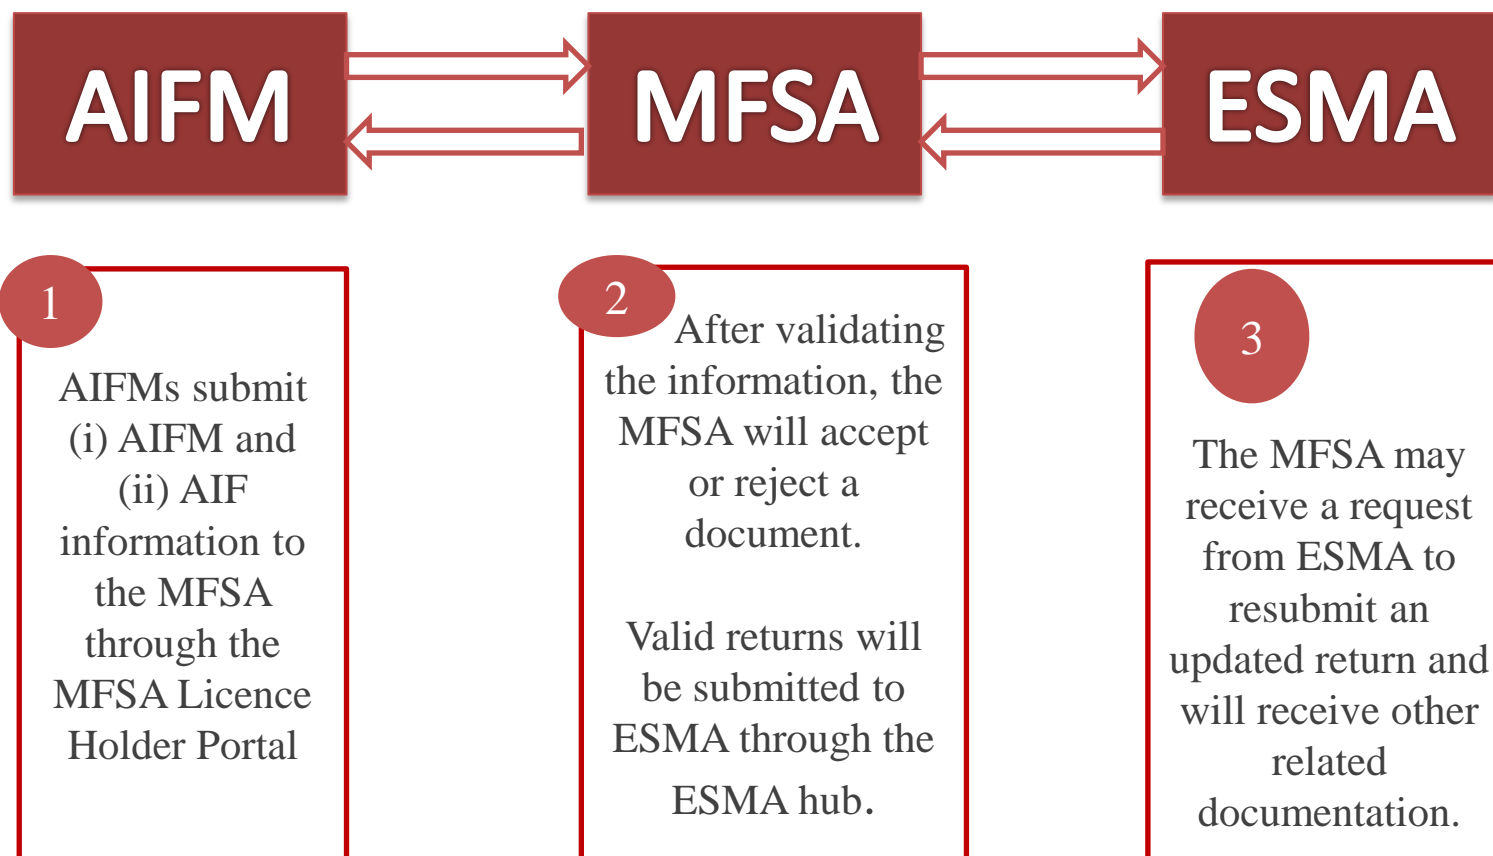 AIFM
MFSA
ESMA
1
AIFMs submit
(i) AIFM and
(ii) AIF
information to
the MFSA
through the
MFSA Licence
Holder Portal
2
After validating
the information, the
MFSA will accept
or reject a
document.
Valid returns will
be submitted to
ESMA through the
ESMA hub.
3
The MFSA may
receive a request
from ESMA to
resubmit an
updated return and
will receive other
related
documentation.